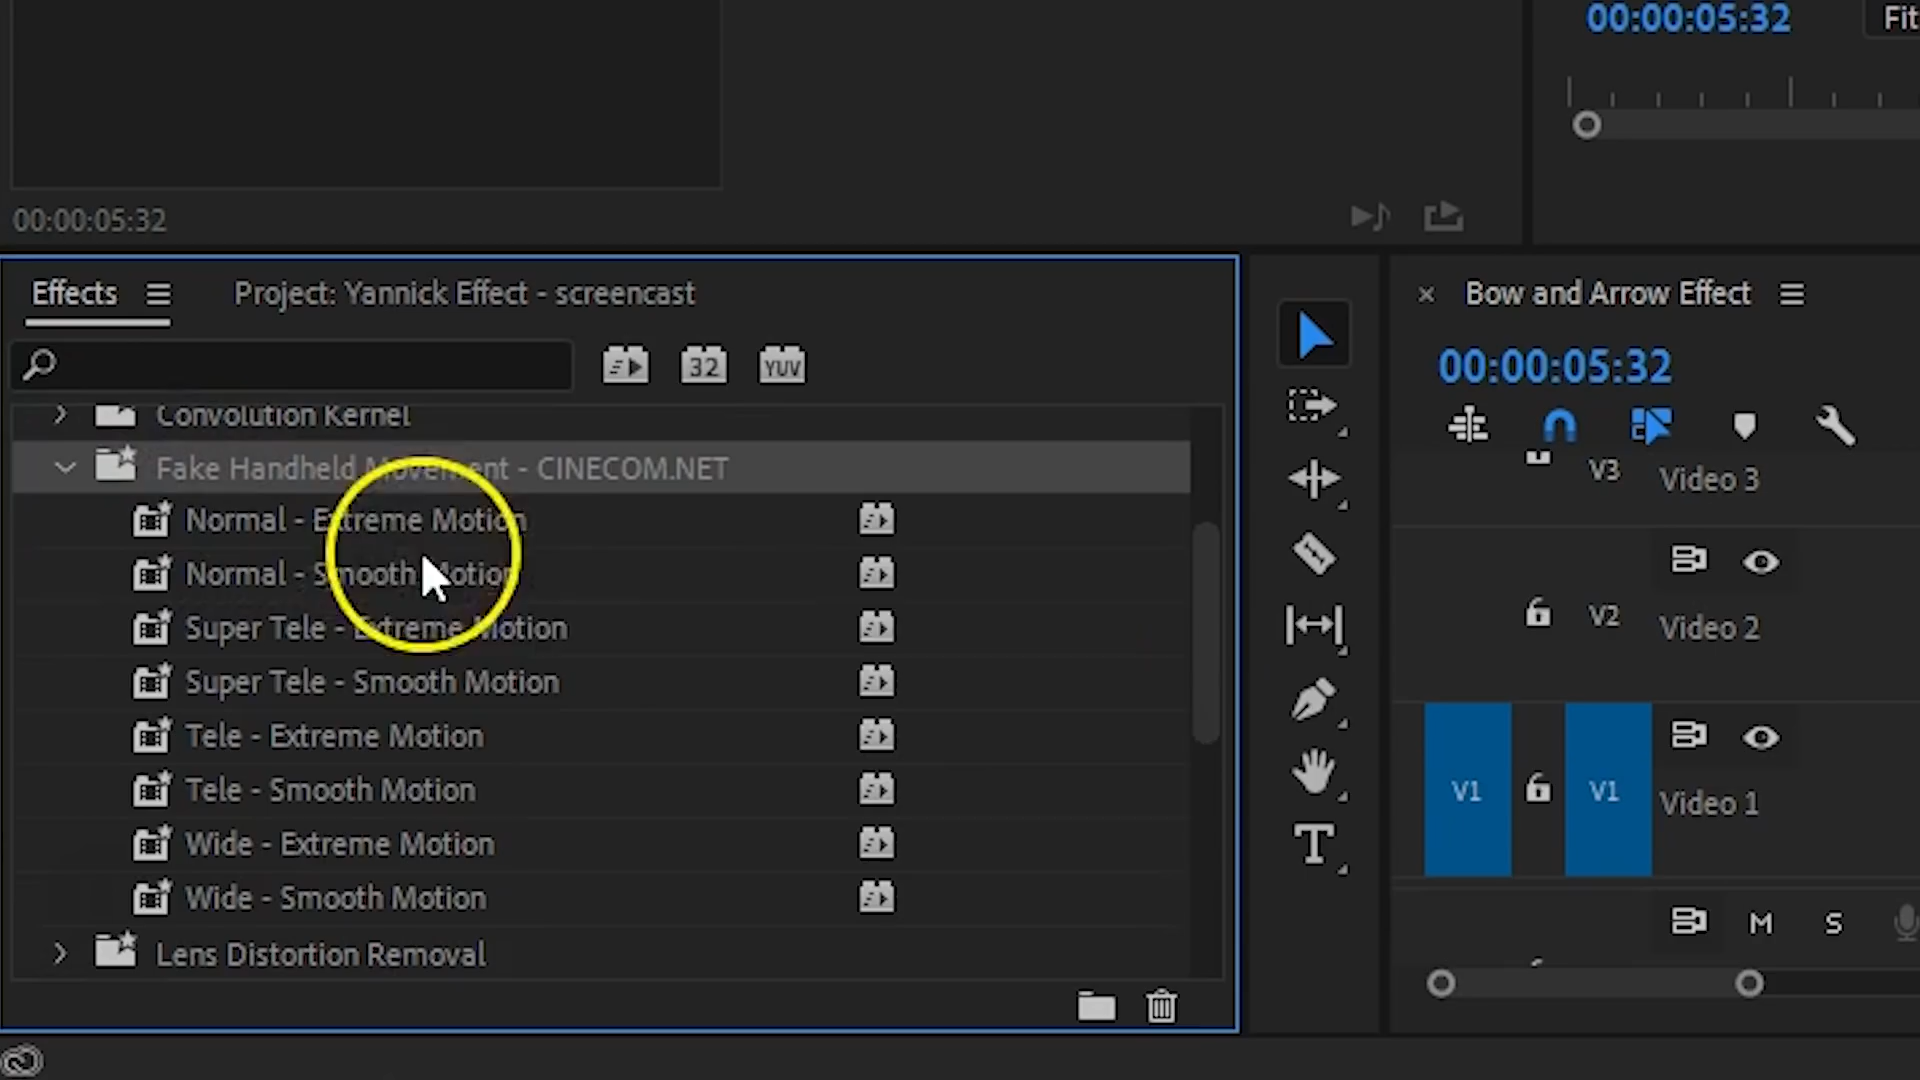 00:00:05:32
Fit
00:00:05:32
Effects
Project: Yannick Effect - screencast
32
YUV
Convolution Kernel
Fake Handheld Movement - CINECOM.NET
Normal - Extreme Motion
Normal - Smooth Motion
Super Tele - Extreme Motion
Super Tele - Smooth Motion
Tele - Extreme Motion
Tele - Smooth Motion
Wide - Extreme Motion
Wide - Smooth Motion
Lens Distortion Removal
Bow and Arrow Effect
00:00:05:32
V3 Video 3
V2 Video 2
V1 V1 Video 1
M S